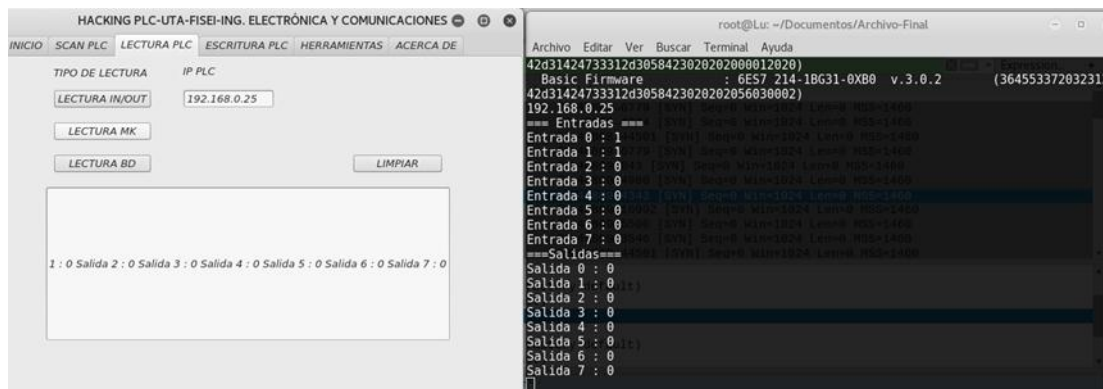 HACKING PLC-UTA-FISEI-ING. ELECTRÓNICA Y COMUNICACIONES
INICIO SCAN PLC LECTURA PLC ESCRITURA PLC HERRAMIENTAS ACERCA DE
TIPO DE LECTURA IP PLC
LECTURA IN/OUT 192.168.0.25
LECTURA MK
LECTURA BD LIMPIAR
1 : 0 Salida 2 : 0 Salida 3 : 0 Salida 4 : 0 Salida 5 : 0 Salida 6 : 0 Salida 7 : 0
root@Lu: ~/Documentos/Archivo-Final
Archivo Editar Ver Buscar Terminal Ayuda
42d31424733312d3058423020202000012020)
Basic Firmware : 6ES7 214-1BG31-0XB0 v.3.0.2 (36455337203231
42d31424733312d3058423020202056030002)
192.168.0.25
=== Entradas ===
Entrada 0 : 1
Entrada 1 : 1
Entrada 2 : 0
Entrada 3 : 0
Entrada 4 : 0
Entrada 5 : 0
Entrada 6 : 0
Entrada 7 : 0
===Salidas===
Salida 0 : 0
Salida 1 : 0
Salida 2 : 0
Salida 3 : 0
Salida 4 : 0
Salida 5 : 0
Salida 6 : 0
Salida 7 : 0